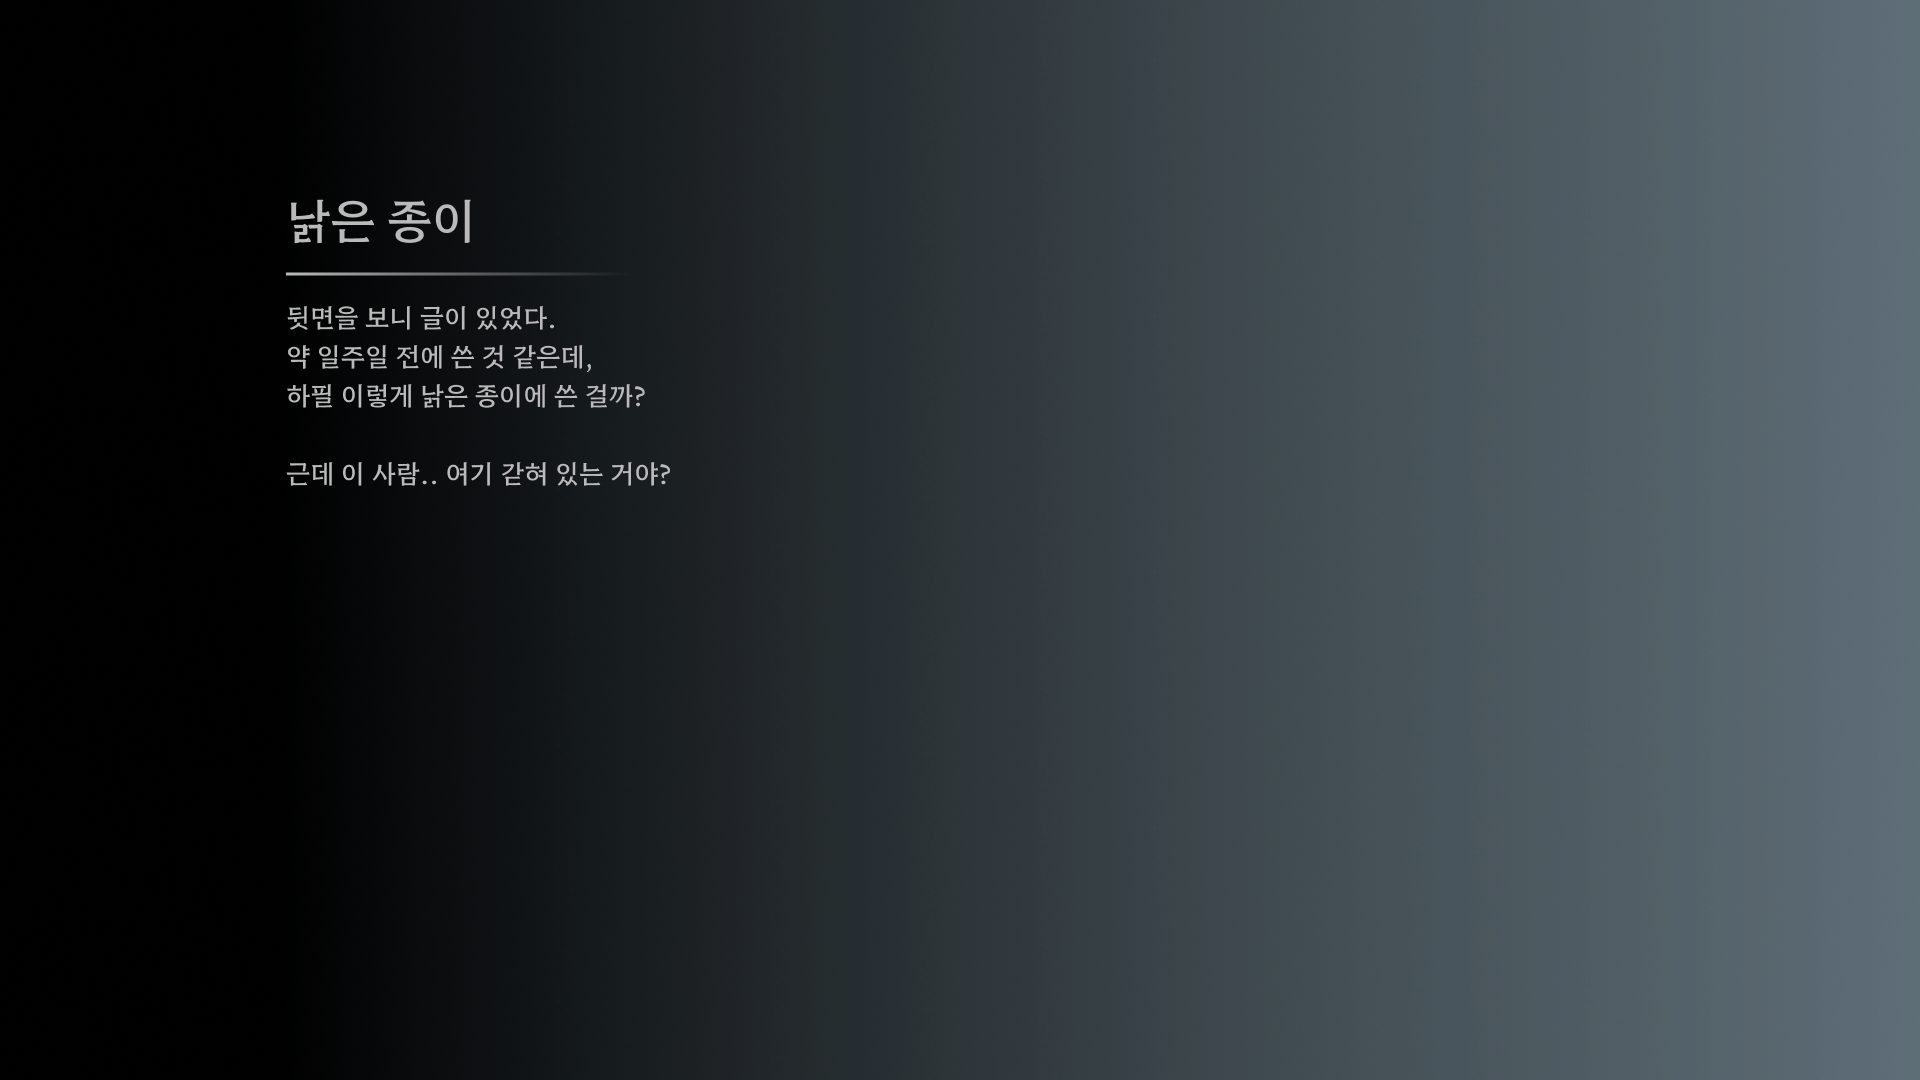 낡은 종이
뒷면을 보니 글이 있었다.
약 일주일 전에 쓴 것 같은데,
하필 이렇게 낡은 종이에 쓴 걸까?
근데 이 사람.. 여기 갇혀 있는 거야?